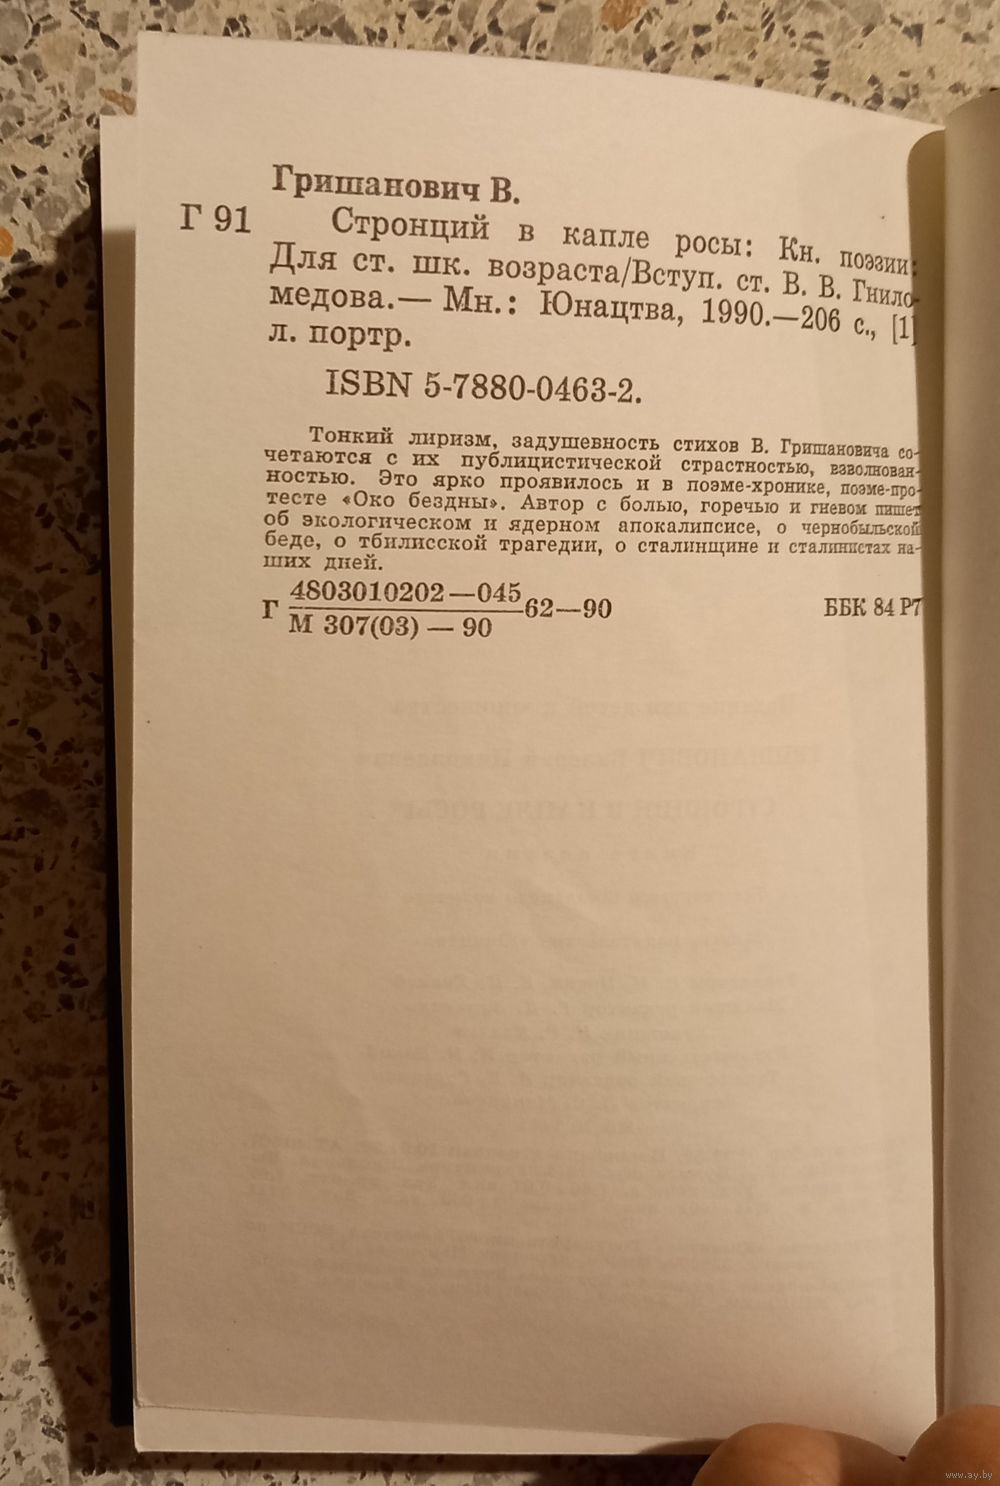 Гришанович В.
Г 91 Стронций в капле росы: Кн. поэзии:
Для ст. шк. возраста/Вступ. ст. В. В. Гнило-
медова.— Мн.: Юнацтва, 1990.—206 с., [1]
л. портр.
ISBN 5-7880-0463-2.
Тонкий лиризм, задушевность стихов В. Гришановича со-
четаются с их публицистической страстностью, взволнован-
ностью. Это ярко проявилось и в поэме-хронике, поэме-про-
тесте «Око бездны». Автор с болью, горечью и гневом пишет
об экологическом и ядерном апокалипсисе, о чернобыльской
беде, о тбилисской трагедии, о сталинщине и сталинистах на-
ших дней.
Г 4803010202—045
М 307(03) — 90
62—90
ББК 84 Р7
www.ay.by